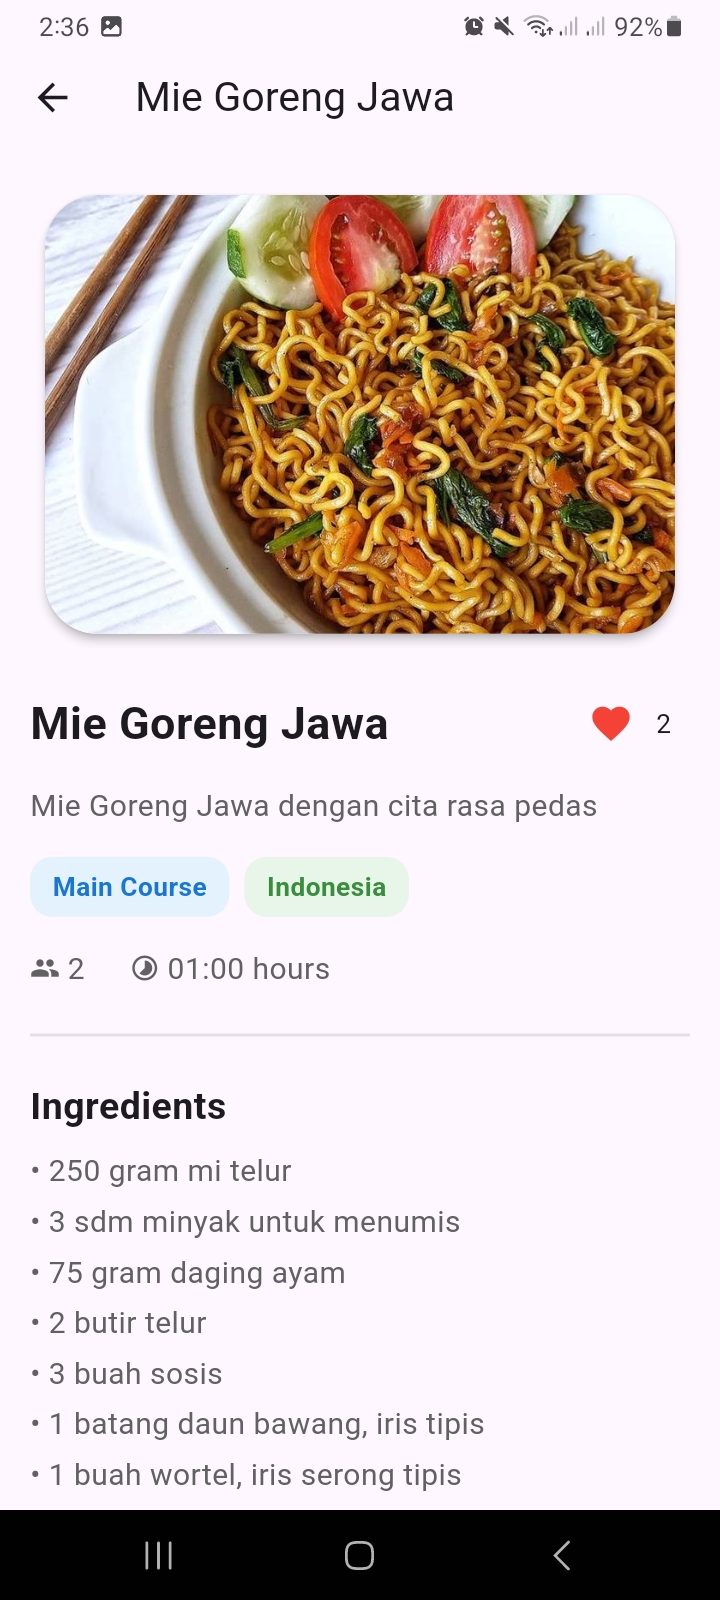 2:36 92%
Mie Goreng Jawa
Mie Goreng Jawa 2
Mie Goreng Jawa dengan cita rasa pedas
Main Course Indonesia
2 01:00 hours
Ingredients
• 250 gram mi telur
• 3 sdm minyak untuk menumis
• 75 gram daging ayam
• 2 butir telur
• 3 buah sosis
• 1 batang daun bawang, iris tipis
• 1 buah wortel, iris serong tipis